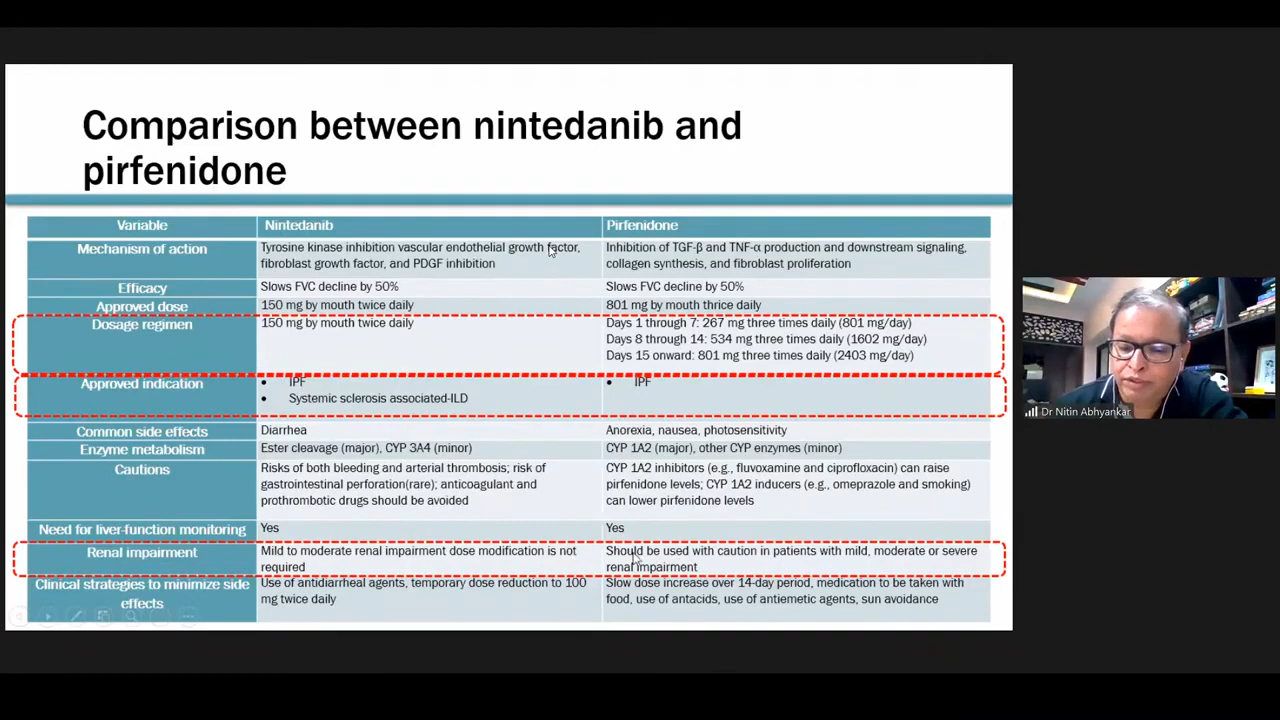 Comparison between nintedanib and
pirfenidone
Variable Nintedanib Pirfenidone
Mechanism of action
Tyrosine kinase inhibition vascular endothelial growth factor,
fibroblast growth factor, and PDGF inhibition
Inhibition of TGF-β and TNF-α production and downstream signaling,
collagen synthesis, and fibroblast proliferation
Efficacy Slows FVC decline by 50% Slows FVC decline by 50%
Approved dose 150 mg by mouth twice daily 801 mg by mouth thrice daily
Dosage regimen 150 mg by mouth twice daily
Days 1 through 7: 267 mg three times daily (801 mg/day)
Days 8 through 14: 534 mg three times daily (1602 mg/day)
Days 15 onward: 801 mg three times daily (2403 mg/day)
Approved indication
• IPF
• Systemic sclerosis associated-ILD
• IPF
Common side effects Diarrhea Anorexia, nausea, photosensitivity
Enzyme metabolism Ester cleavage (major), CYP 3A4 (minor) CYP 1A2 (major), other CYP enzymes (minor)
Cautions
Risks of both bleeding and arterial thrombosis; risk of
gastrointestinal perforation(rare); anticoagulant and
prothrombotic drugs should be avoided
CYP 1A2 inhibitors (e.g., fluvoxamine and ciprofloxacin) can raise
pirfenidone levels; CYP 1A2 inducers (e.g., omeprazole and smoking)
can lower pirfenidone levels
Need for liver-function monitoring Yes Yes
Renal impairment
Mild to moderate renal impairment dose modification is not
required
Should be used with caution in patients with mild, moderate or severe
renal impairment
Clinical strategies to minimize side
effects
Use of antidiarrheal agents, temporary dose reduction to 100
mg twice daily
Slow dose increase over 14-day period, medication to be taken with
food, use of antacids, use of antiemetic agents, sun avoidance
Dr Nitin Abhyankar